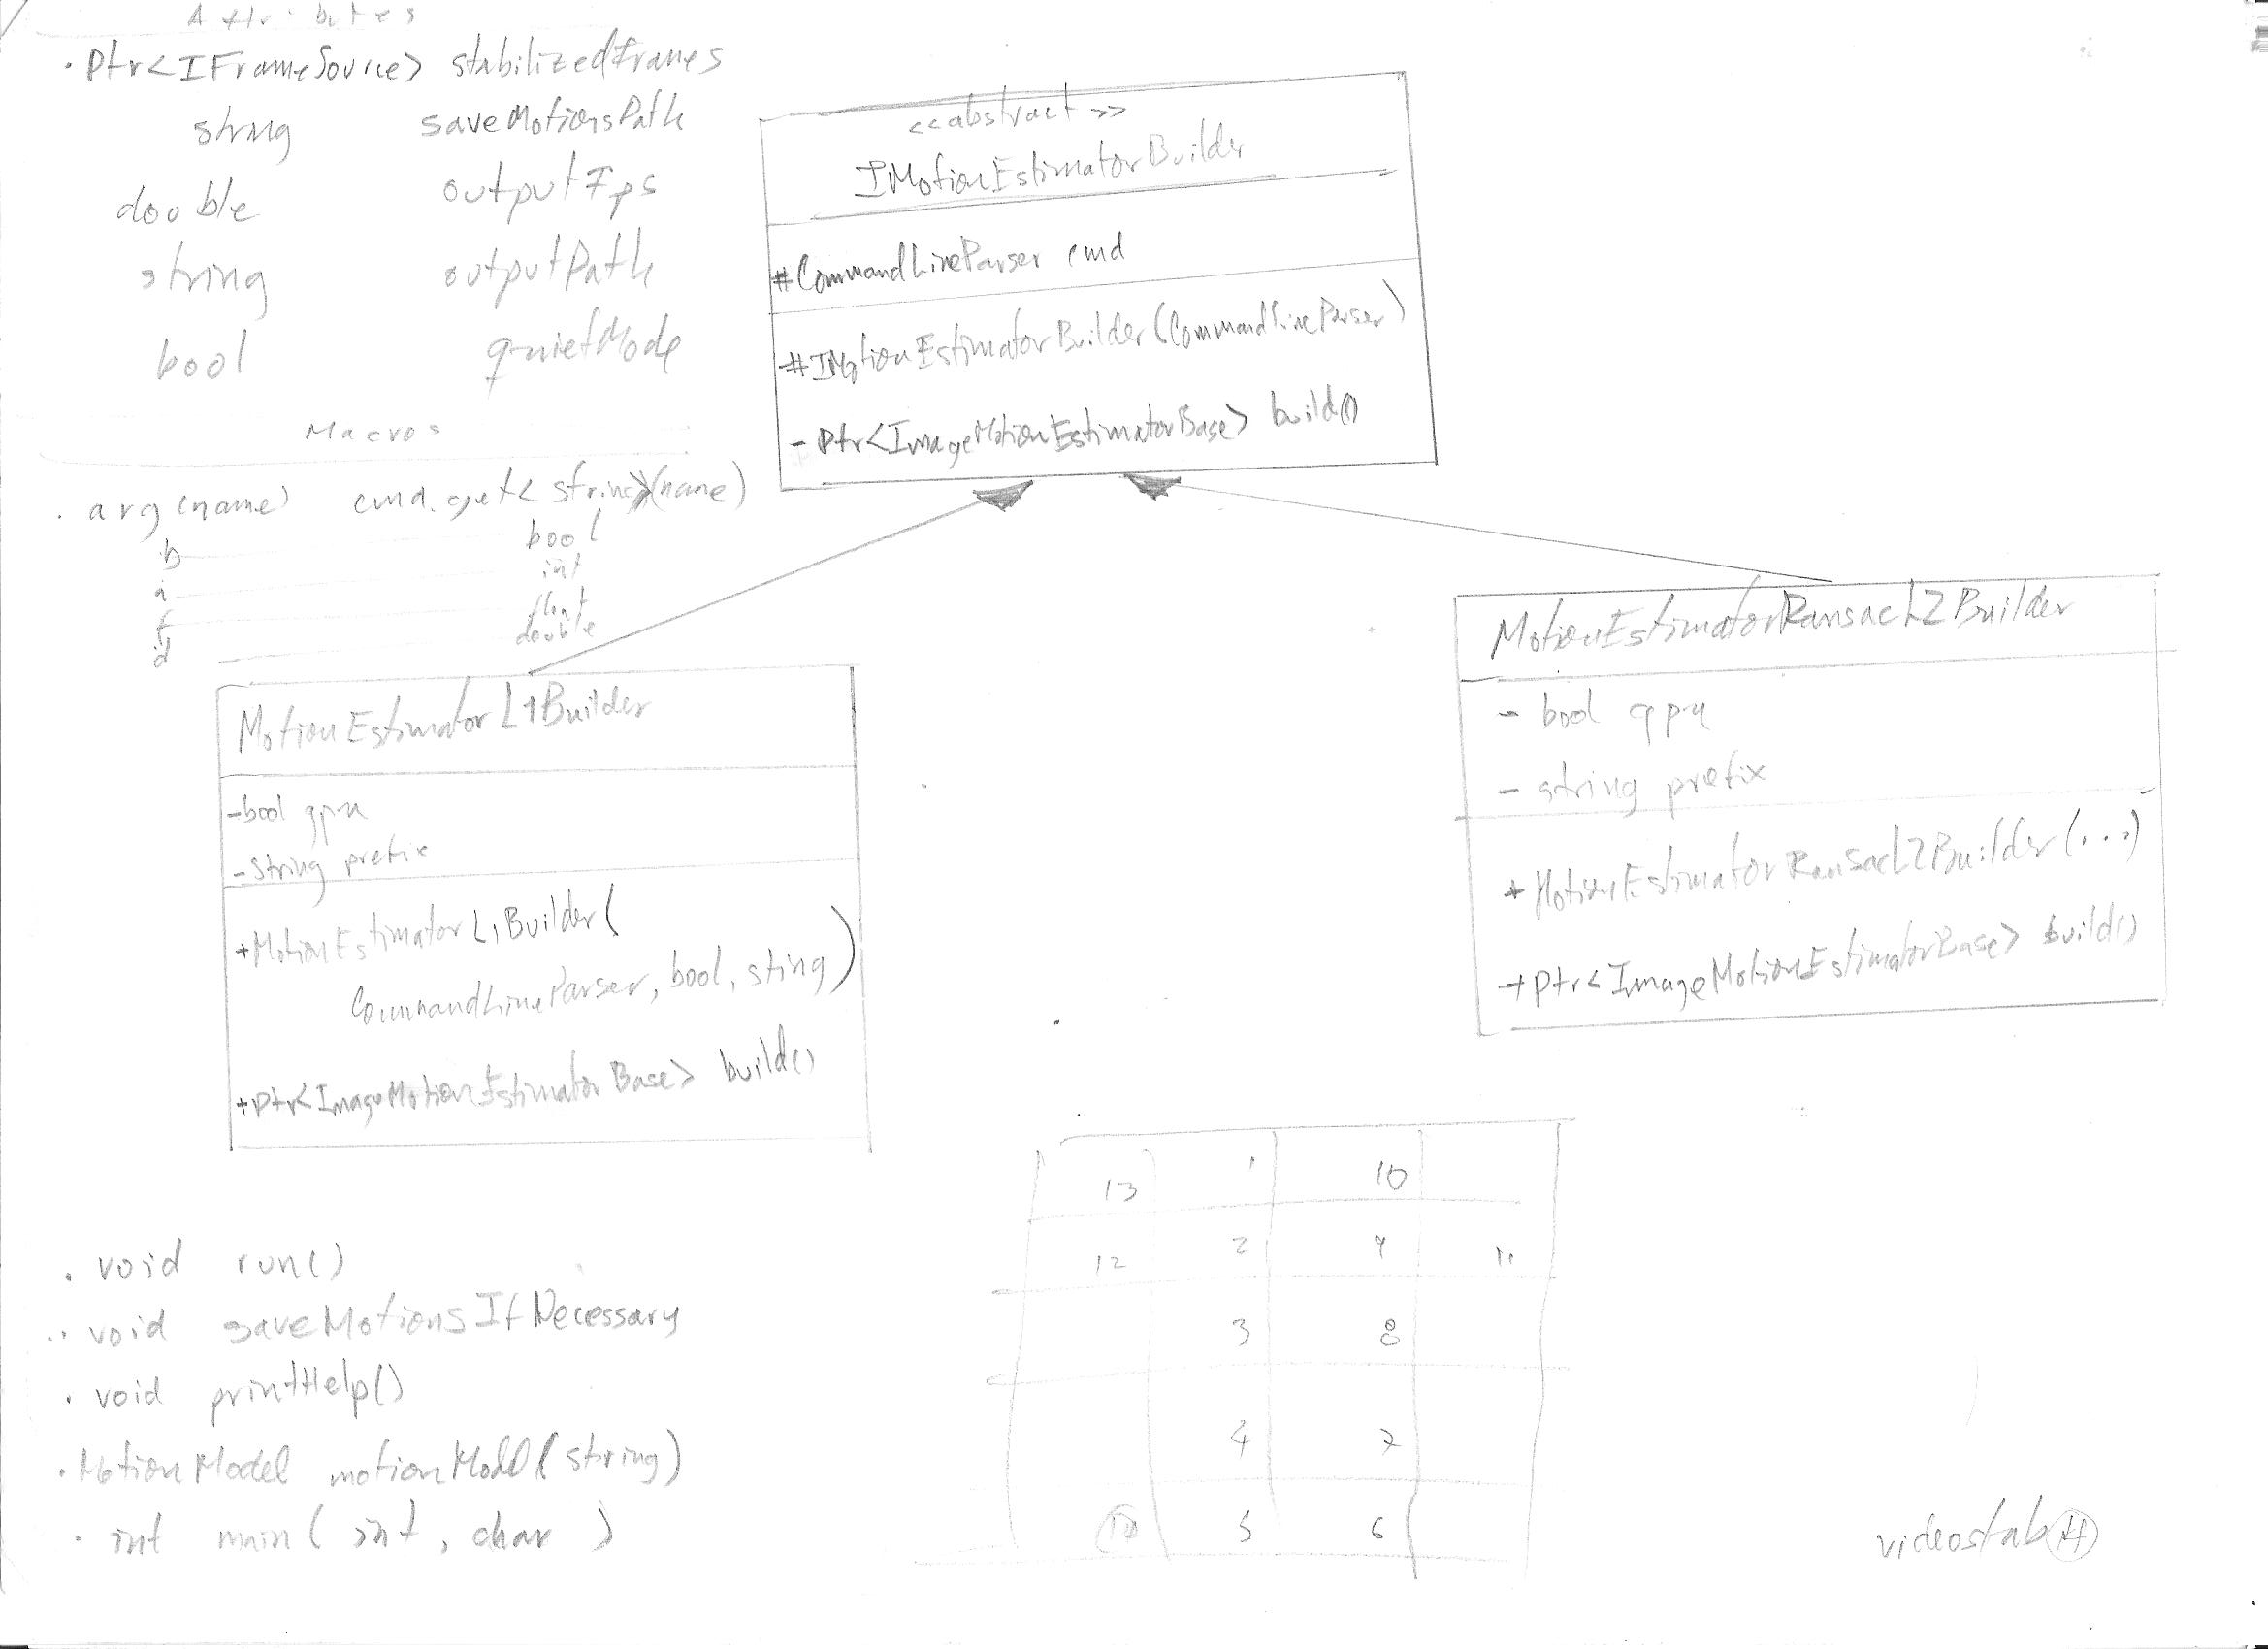 Attributes
. Ptr<IFrameSource> stabilizedFrames
string saveMotionsPath
double outputFps
string outputPath
bool quietMode
Macros
. arg(name) cmd.get<string>(name)
b bool
i int
f float
d double
<<abstract>>
IMotionEstimatorBuilder
#CommandLineParser cmd
#IMotionEstimatorBuilder(CommandLineParser)
- Ptr<ImageMotionEstimatorBase> build()
MotionEstimatorL1Builder
-bool gpu
-string prefix
+MotionEstimatorL1Builder(
CommandLineParser, bool, sting)
+Ptr<ImageMotionEstimatorBase> build()
MotionEstimatorRansacL2Builder
- bool gpu
- string prefix
+ MotionEstimatorRansacL2Builder(...)
+Ptr<ImageMotionEstimatorBase> build()
. void run()
.. void saveMotionsIfNecessary
. void printHelp()
. MotionModel motionModel(string)
. int main(int, char )
13 1 10
12 2 9 11
3 8
4 7
5 6
videostab H